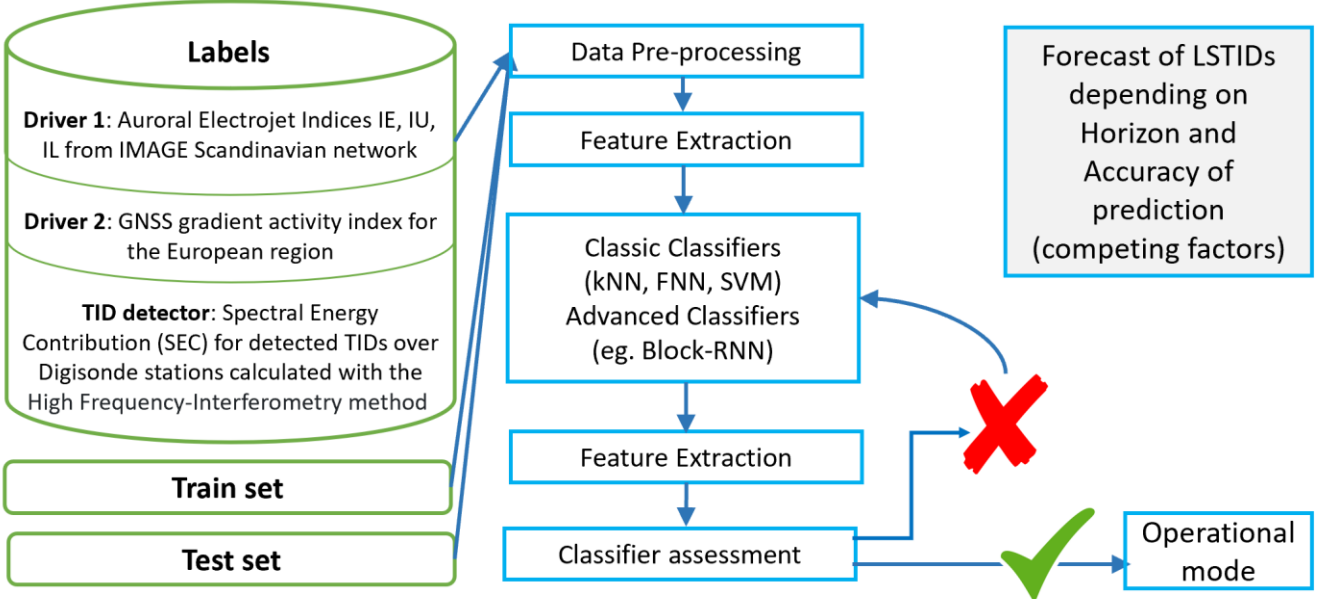 Labels
Driver 1: Auroral Electrojet Indices IE, IU,
IL from IMAGE Scandinavian network
Driver 2: GNSS gradient activity index for
the European region
TID detector: Spectral Energy
Contribution (SEC) for detected TIDs over
Digisonde stations calculated with the
High Frequency-Interferometry method
Train set
Test set
Data Pre-processing
Feature Extraction
Classic Classifiers
(kNN, FNN, SVM)
Advanced Classifiers
(eg. Block-RNN)
Feature Extraction
Classifier assessment
Forecast of LSTIDs
depending on
Horizon and
Accuracy of
prediction
(competing factors)
Operational
mode